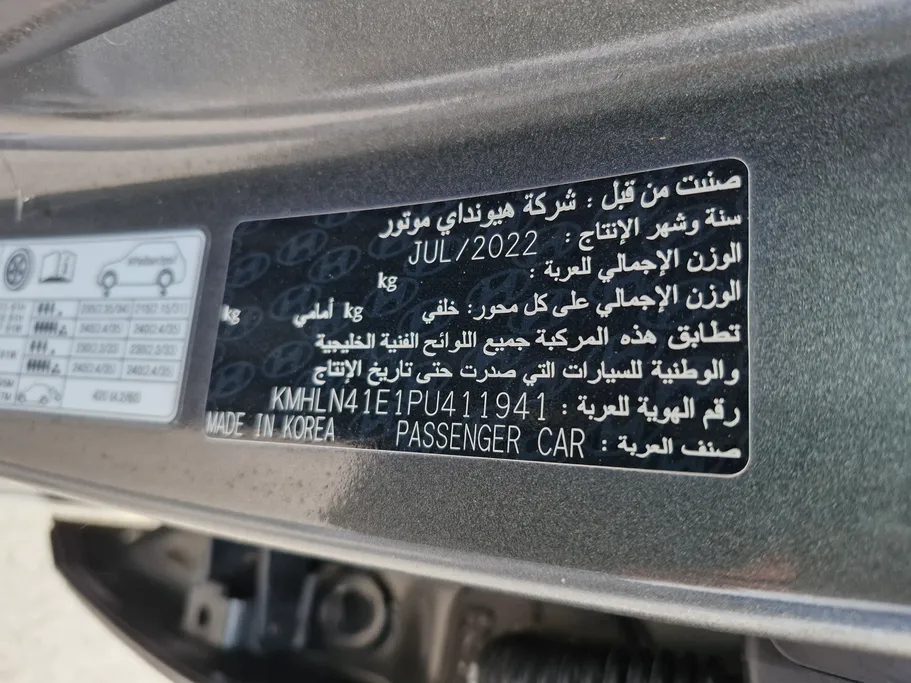 صنعت من قبل : شركة هيونداي موتور
سنة وشهر الإنتاج : JUL/2022
الوزن الإجمالي للعربة : kg
الوزن الإجمالي على كل محور: خلفي kg أمامي kg
تطابق هذه المركبة جميع اللوائح الفنية الخليجية
والوطنية للسيارات التي صدرت حتى تاريخ الإنتاج
رقم الهوية للعربة : KMHLN41E1PU411941
صنف العربة : PASSENGER CAR MADE IN KOREA